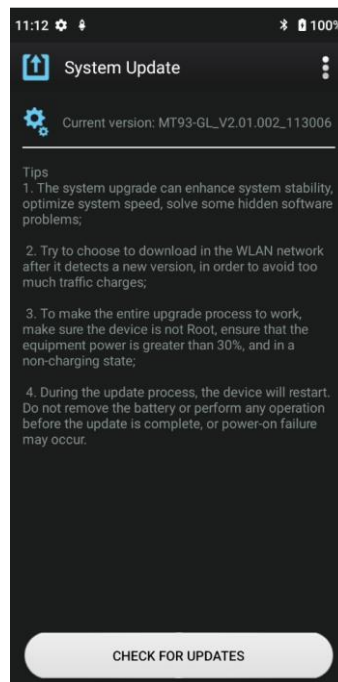 11:12 100%
System Update
Current version: MT93-GL_V2.01.002_113006
Tips
1. The system upgrade can enhance system stability,
optimize system speed, solve some hidden software
problems;
2. Try to choose to download in the WLAN network
after it detects a new version, in order to avoid too
much traffic charges;
3. To make the entire upgrade process to work,
make sure the device is not Root, ensure that the
equipment power is greater than 30%, and in a
non-charging state;
4. During the update process, the device will restart.
Do not remove the battery or perform any operation
before the update is complete, or power-on failure
may occur.
CHECK FOR UPDATES